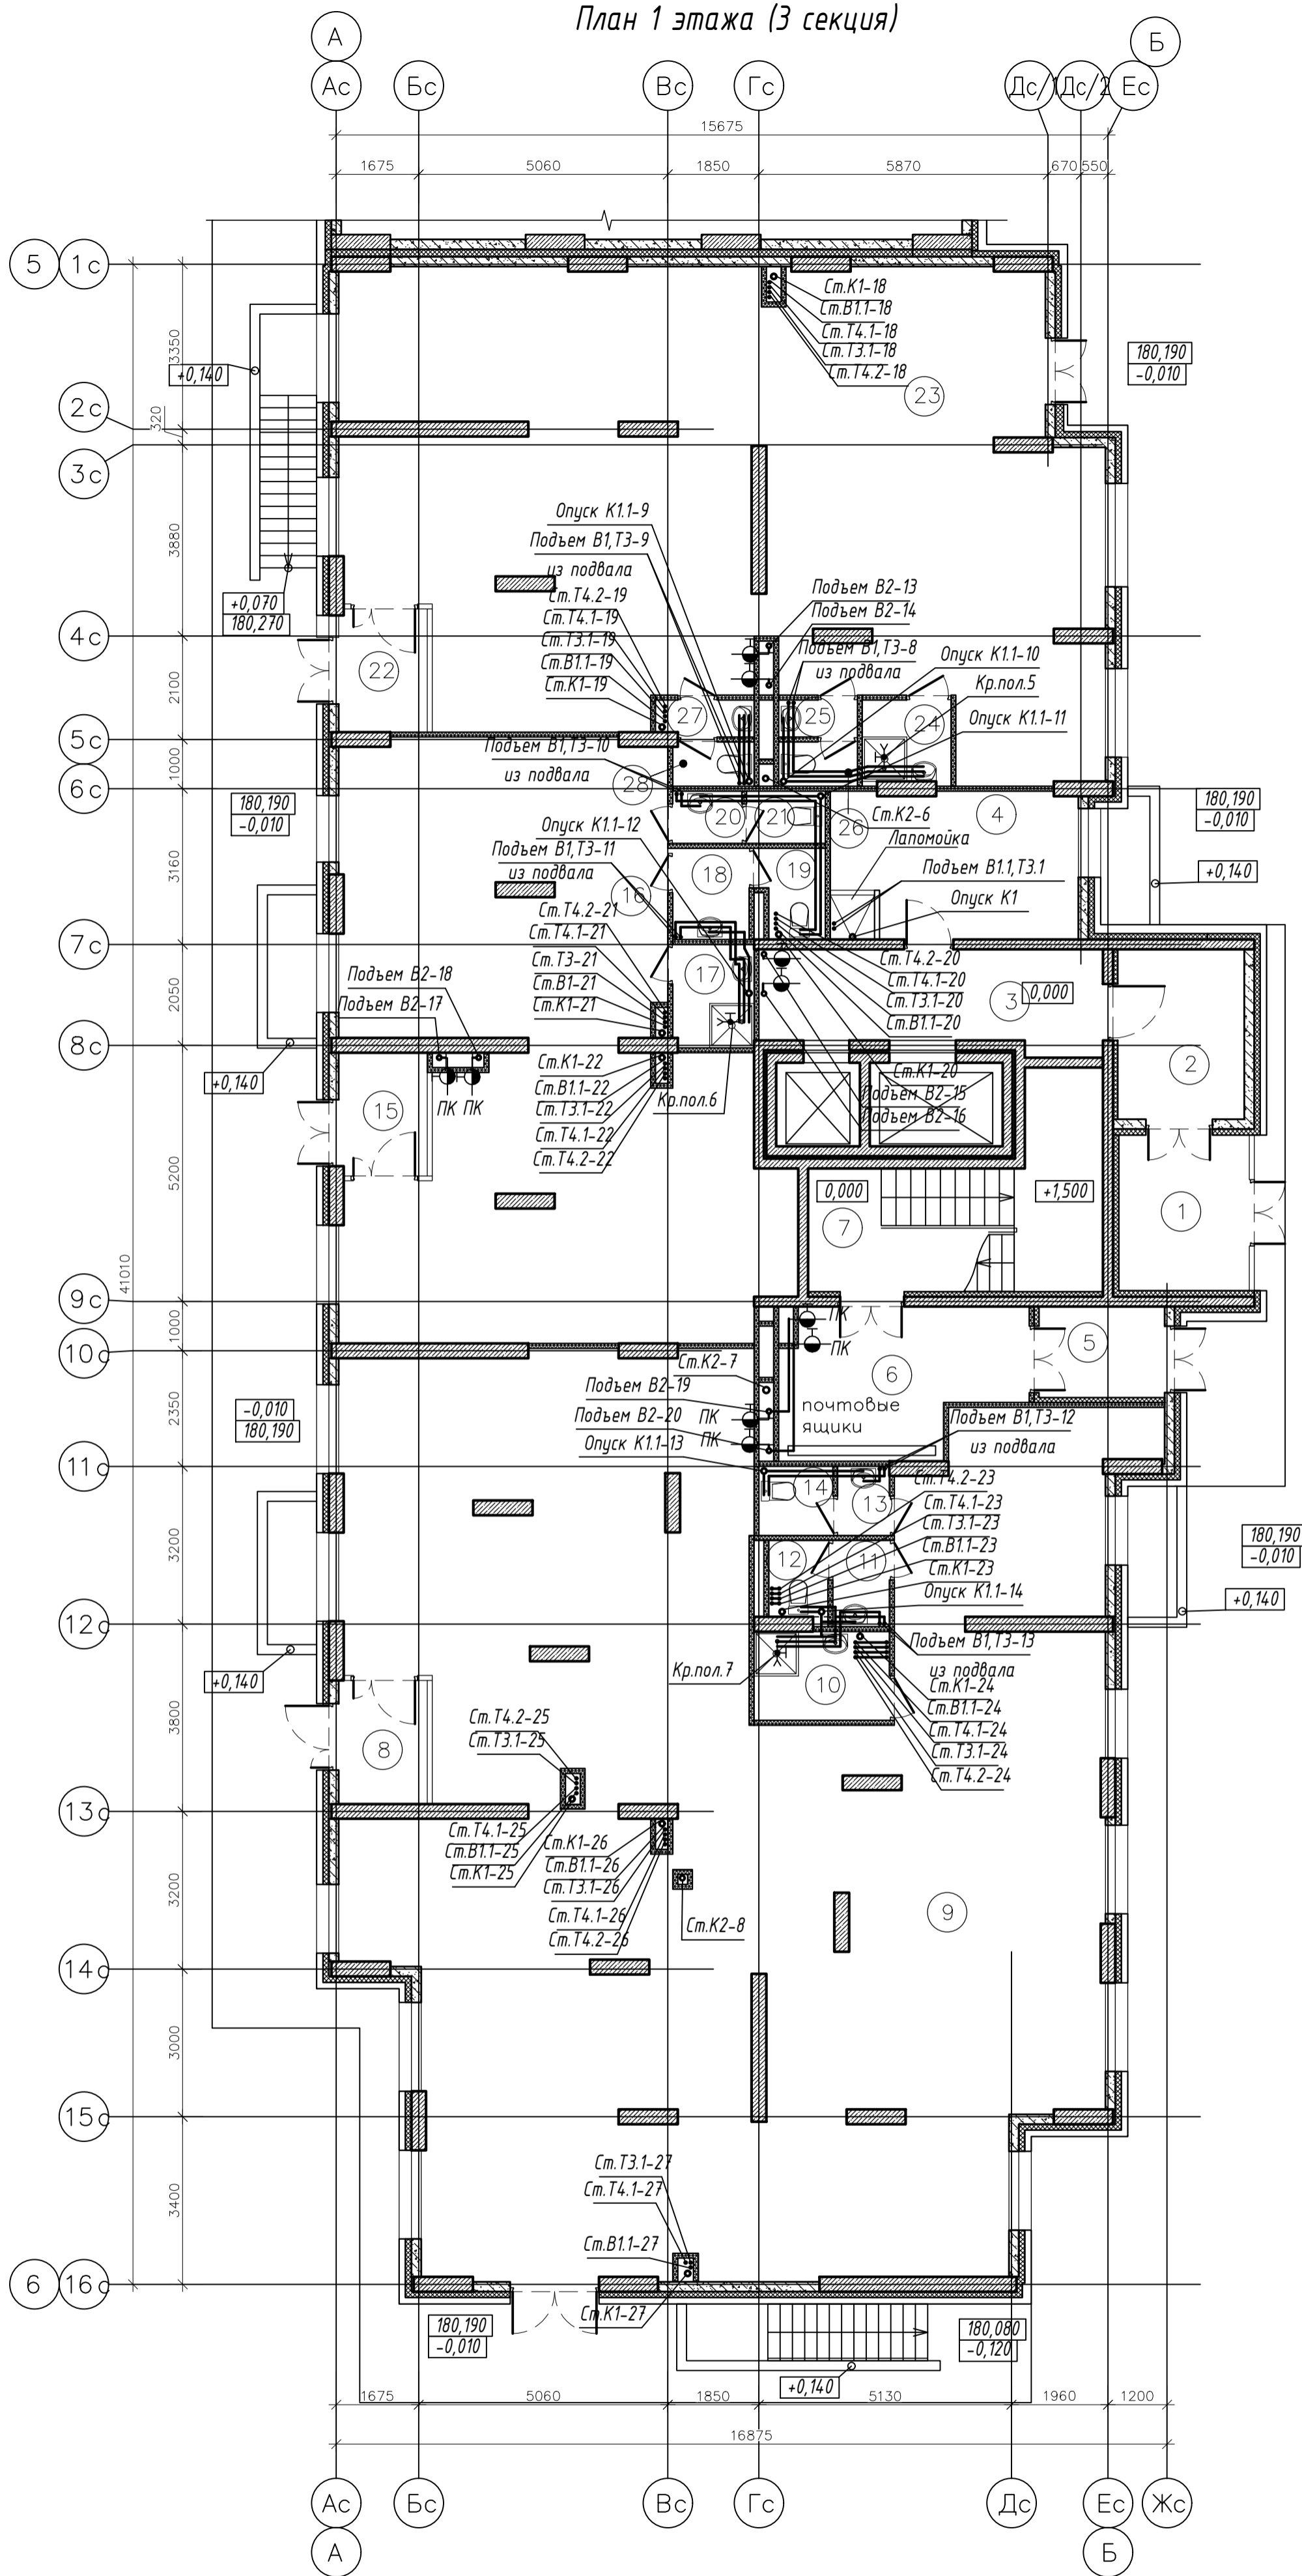 План 1 этажа (3 секция)
А
Б
Ас
Бс
Вс
Гс
Дс/1
Дс/2
Ес
15675
1675
5060
1850
5870
670
550
5
1с
Ст.К1-18
Ст.В1.1-18
Ст.Т4.1-18
Ст.Т3.1-18
Ст.Т4.2-18
3350
180,190
-0,010
+0,140
23
2с
320
3с
Опуск К1.1-9
Подъем В1,Т3-9
из подвала
3880
Ст.Т4.2-19
Ст.Т4.1-19
Ст.Т3.1-19
Ст.В1.1-19
Ст.К1-19
Подъем В2-13
Подъем В2-14
+0,070
180,270
4с
Подъем В1,Т3-8
из подвала
Опуск К1.1-10
Кр.пол.5
Опуск К1.1-11
22
2100
27
25
24
5с
Подъем В1,Т3-10
из подвала
28
1000
6с
180,190
-0,010
180,190
-0,010
20
21
26
4
Ст.К2-6
Лапомойка
Опуск К1.1-12
Подъем В1,Т3-11
из подвала
3160
18
19
16
Подъем В1.1,Т3.1
+0,140
Опуск К1
Ст.Т4.2-21
Ст.Т4.1-21
Ст.Т3-21
Ст.В1-21
Ст.К1-21
7с
Ст.Т4.2-20
Ст.Т4.1-20
Ст.Т3.1-20
Ст.В1.1-20
Подъем В2-18
Подъем В2-17
17
3
0,000
2050
8с
2
+0,140
Ст.К1-22
Ст.В1.1-22
Ст.Т3.1-22
Ст.Т4.1-22
Ст.Т4.2-22
Кр.пол.6
Ст.К1-20
Подъем В2-15
Подъем В2-16
ПК
ПК
15
5200
0,000
+1,500
7
1
41010
9с
1000
ПК
ПК
5
10с
Ст.К2-7
6
Подъем В2-19
Подъем В2-20
Опуск К1.1-13
ПК
ПК
почтовые
ящики
-0,010
180,190
2350
Подъем В1,Т3-12
из подвала
11с
14
13
Ст.Т4.2-23
Ст.Т4.1-23
Ст.Т3.1-23
Ст.В1.1-23
Ст.К1-23
Опуск К1.1-14
12
11
3200
180,190
-0,010
+0,140
12с
Подъем В1,Т3-13
из подвала
+0,140
Кр.пол.7
10
Ст.К1-24
Ст.В1.1-24
Ст.Т4.1-24
Ст.Т3.1-24
Ст.Т4.2-24
3800
Ст.Т4.2-25
Ст.Т3.1-25
8
13с
Ст.Т4.1-25
Ст.В1.1-25
Ст.К1-25
Ст.К1-26
Ст.В1.1-26
Ст.Т3.1-26
Ст.Т4.1-26
Ст.Т4.2-26
3200
Ст.К2-8
9
14с
3000
15с
3400
Ст.Т3.1-27
Ст.Т4.1-27
Ст.В1.1-27
6
16с
Ст.К1-27
180,190
-0,010
180,080
-0,120
+0,140
1675
5060
1850
5130
1960
1200
16875
Ас
Бс
Вс
Гс
Дс
Ес
Жс
А
Б